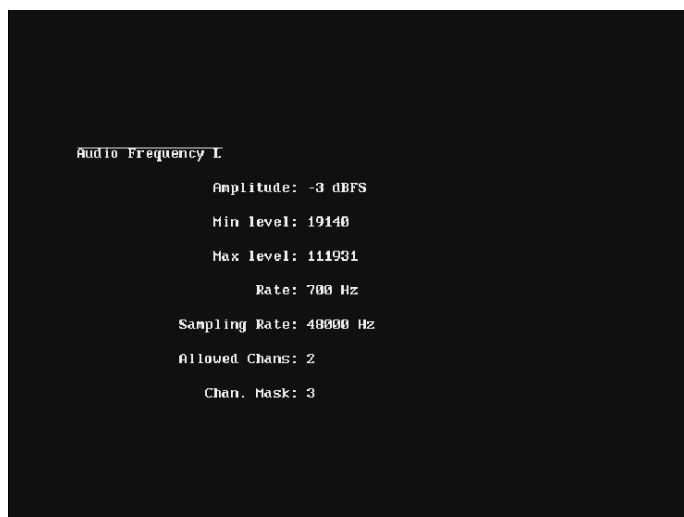 Audio Frequency L
Amplitude: -3 dBFS
Min level: 19140
Max level: 111931
Rate: 700 Hz
Sampling Rate: 48000 Hz
Allowed Chans: 2
Chan. Mask: 3